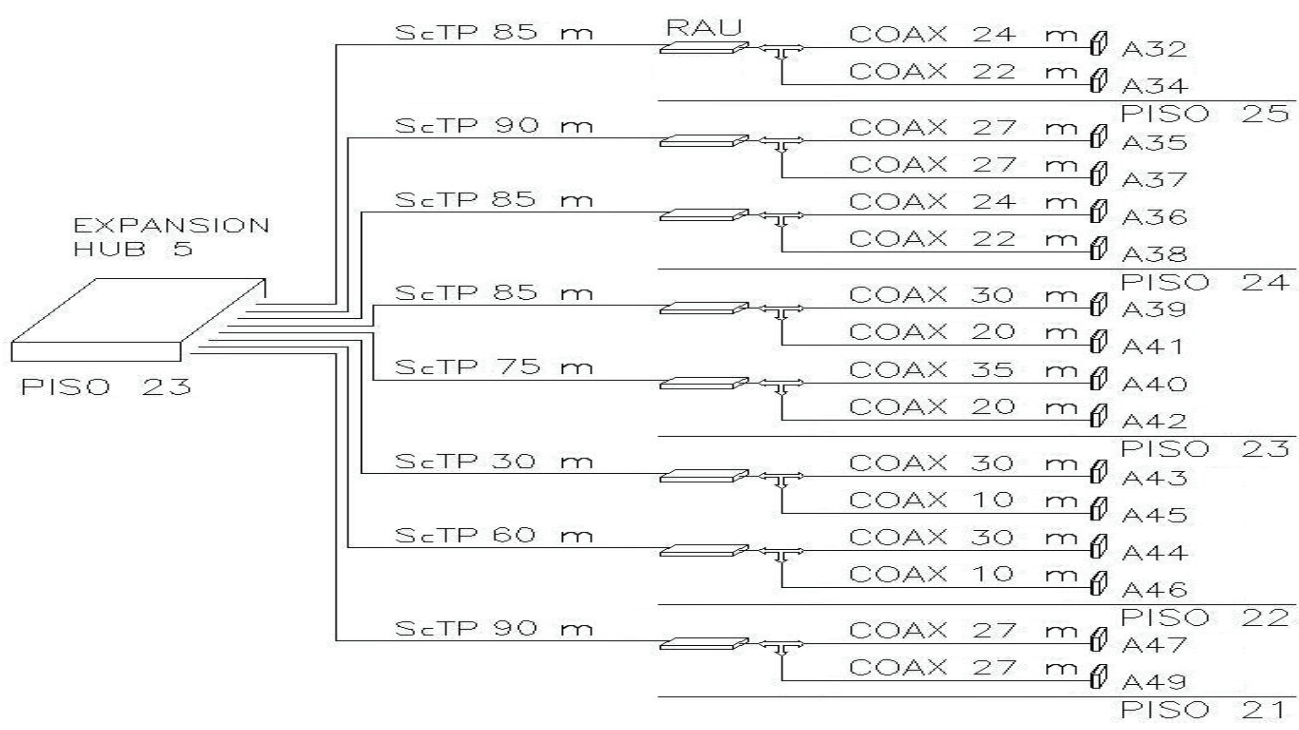 ScTP 85 m RAU COAX 24 m A32
COAX 22 m A34
PISO 25
ScTP 90 m COAX 27 m A35
COAX 27 m A37
ScTP 85 m COAX 24 m A36
COAX 22 m A38
PISO 24
EXPANSION
HUB 5
PISO 23
ScTP 85 m COAX 30 m A39
COAX 20 m A41
ScTP 75 m COAX 35 m A40
COAX 20 m A42
PISO 23
ScTP 30 m COAX 30 m A43
COAX 10 m A45
ScTP 60 m COAX 30 m A44
COAX 10 m A46
PISO 22
ScTP 90 m COAX 27 m A47
COAX 27 m A49
PISO 21